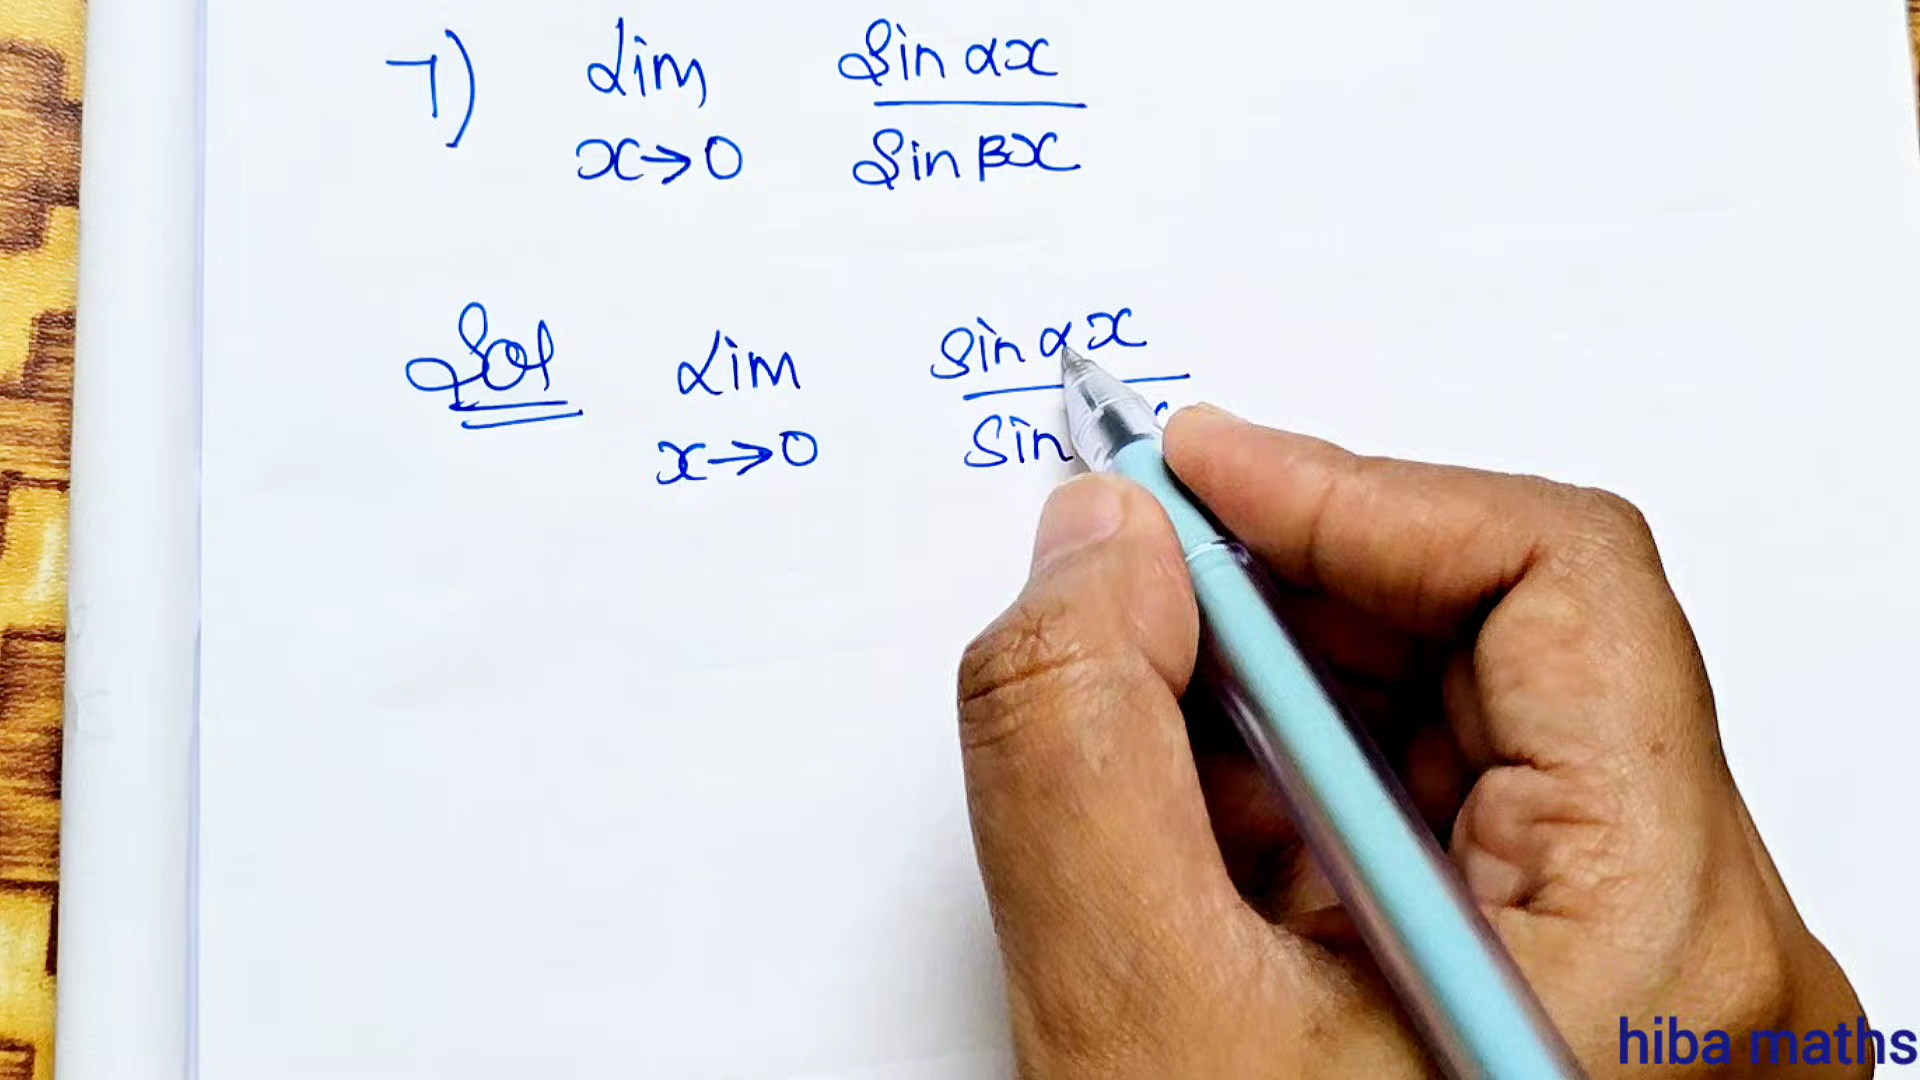 7) Lim sin αx
x→0 sin βx
Sol Lim sin αx
x→0 sin
hiba maths